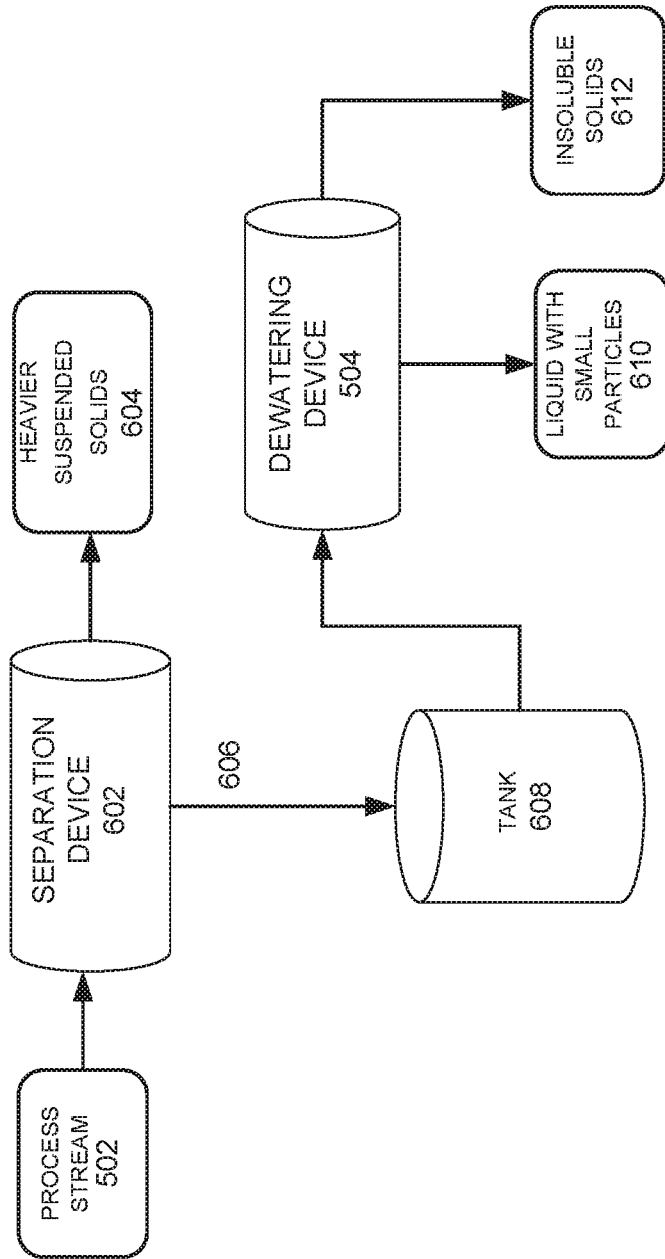 PROCESS
STREAM
502
SEPARATION
DEVICE
602
HEAVIER
SUSPENDED
SOLIDS
604
606
TANK
608
DEWATERING
DEVICE
504
LIQUID WITH
SMALL
PARTICLES
610
INSOLUBLE
SOLIDS
612